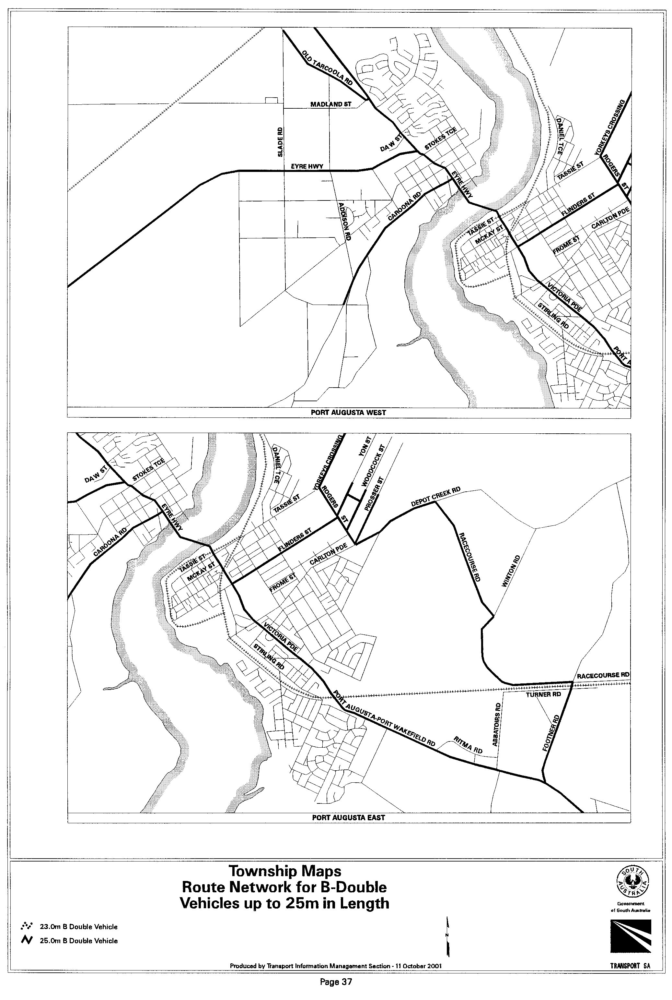 OLD TARCOOLA RD
MADLAND ST
SLADE RD
DAW ST
STOKES TCE
EYRE HWY
EYRE HWY
CAROONA RD
ADDISON RD
DANIEL TCE
YORKEYS CROSSING
ROGERS ST
TASSIE ST
FLINDERS ST
CARLTON PDE
TASSIE ST
MCKAY ST
FROME ST
VICTORIA PDE
STIRLING RD
PORT A
PORT AUGUSTA WEST
DAW ST
STOKES TCE
EYRE HWY
CAROONA RD
DANIEL TCE
YORKEYS CROSSING
YON ST
WOODCOCK ST
PROSSER ST
ROGERS ST
TASSIE ST
DEPOT CREEK RD
FLINDERS ST
CARLTON PDE
RACECOURSE RD
WINTON RD
TASSIE ST
MCKAY ST
FROME ST
VICTORIA PDE
STIRLING RD
RACECOURSE RD
TURNER RD
PORT AUGUSTA-PORT WAKEFIELD RD
RITMA RD
ABBATOIRS RD
FOOTNER RD
PORT AUGUSTA EAST
Township Maps
Route Network for B-Double
Vehicles up to 25m in Length
23.0m B Double Vehicle
25.0m B Double Vehicle
N
Produced by Transport Information Management Section - 11 October 2001
SOUTH AUSTRALIA
Government
of South Australia
TRANSPORT SA
Page 37